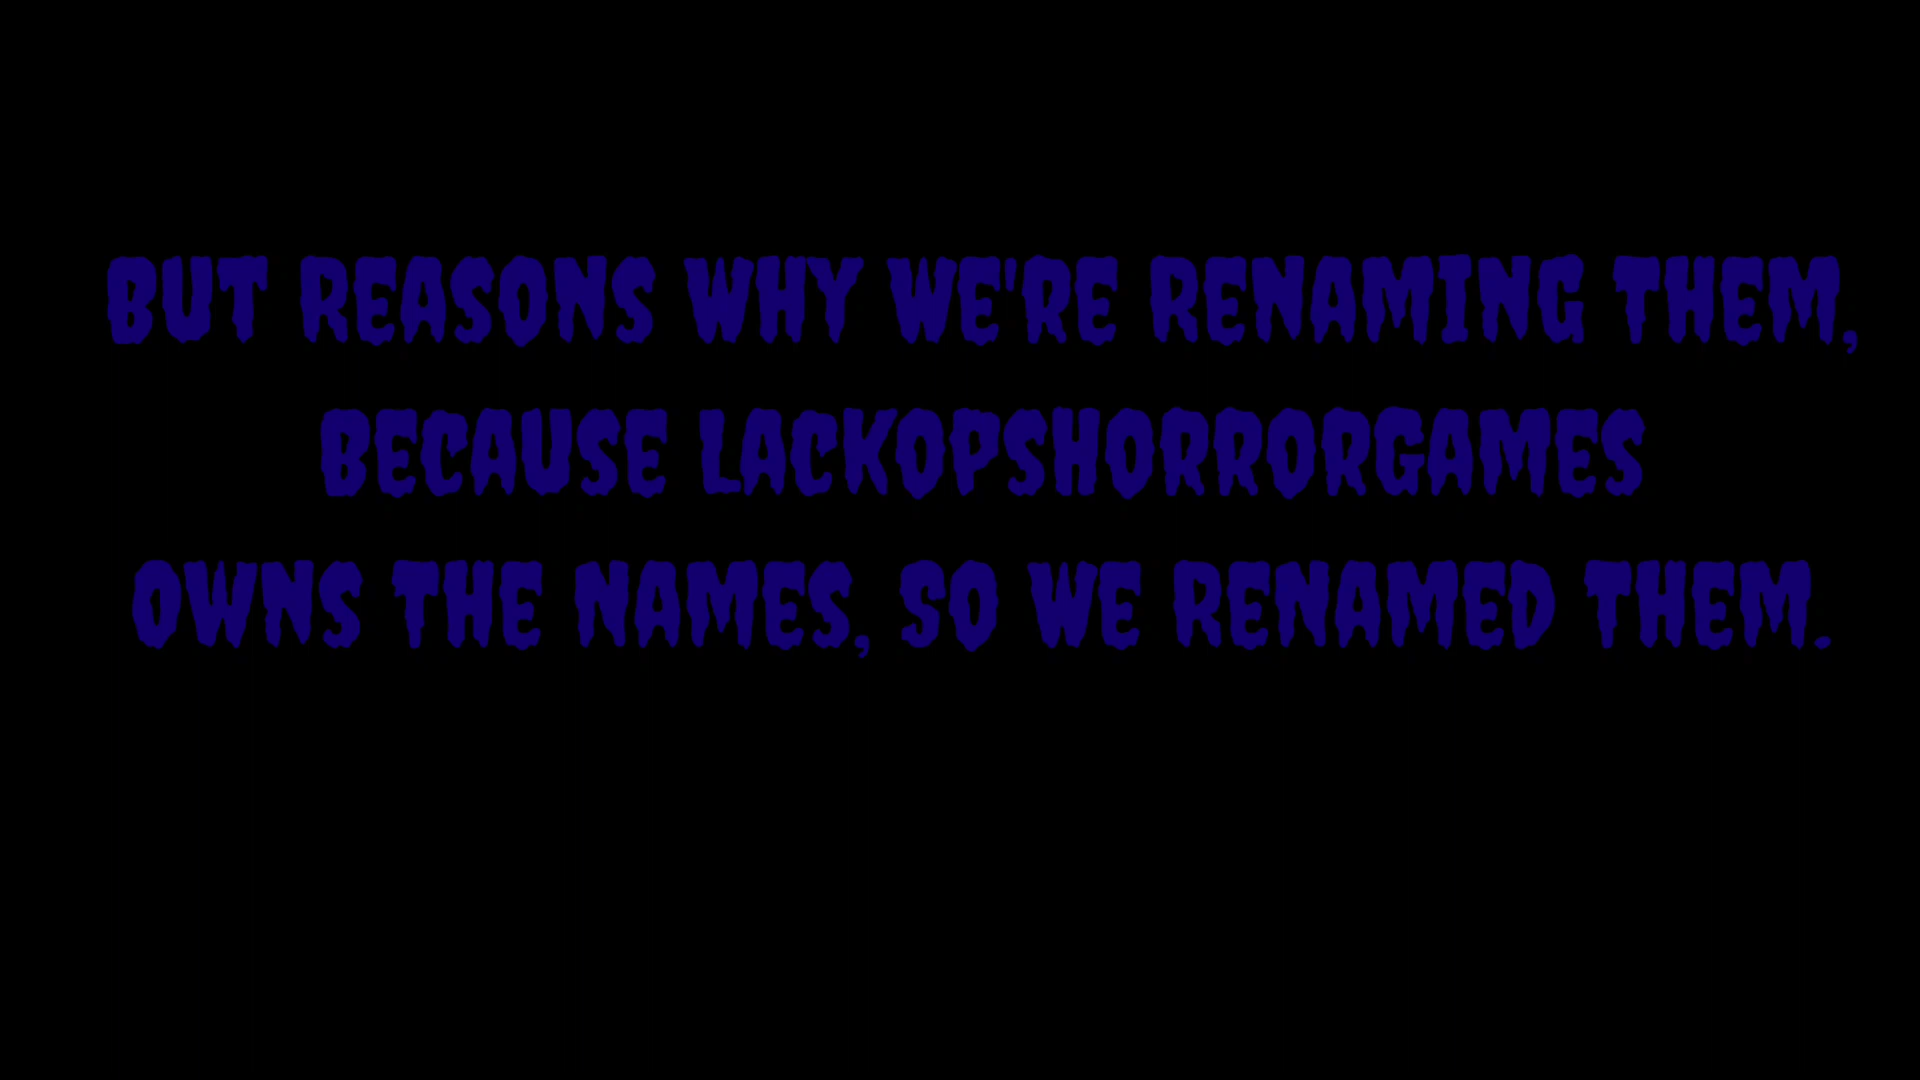 BUT REASONS WHY WE'RE RENAMING THEM,
BECAUSE LACKOPSHORRORGAMES
OWNS THE NAMES, SO WE RENAMED THEM.